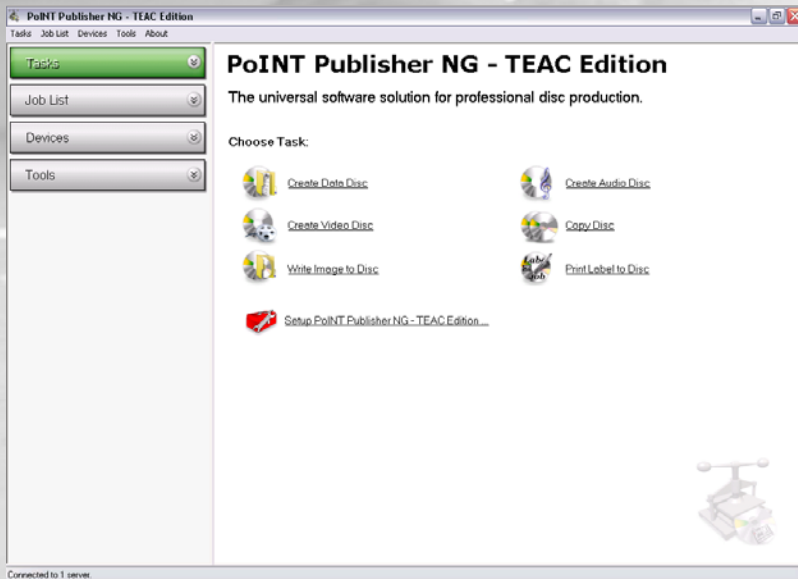 PoINT Publisher NG - TEAC Edition
Tasks Job List Devices Tools About
Tasks
Job List
Devices
Tools
PoINT Publisher NG - TEAC Edition
The universal software solution for professional disc production.
Choose Task:
Create Data Disc
Create Audio Disc
Create Video Disc
Copy Disc
Write Image to Disc
Label Job
Print Label to Disc
Setup PoINT Publisher NG - TEAC Edition ...
Connected to 1 server.